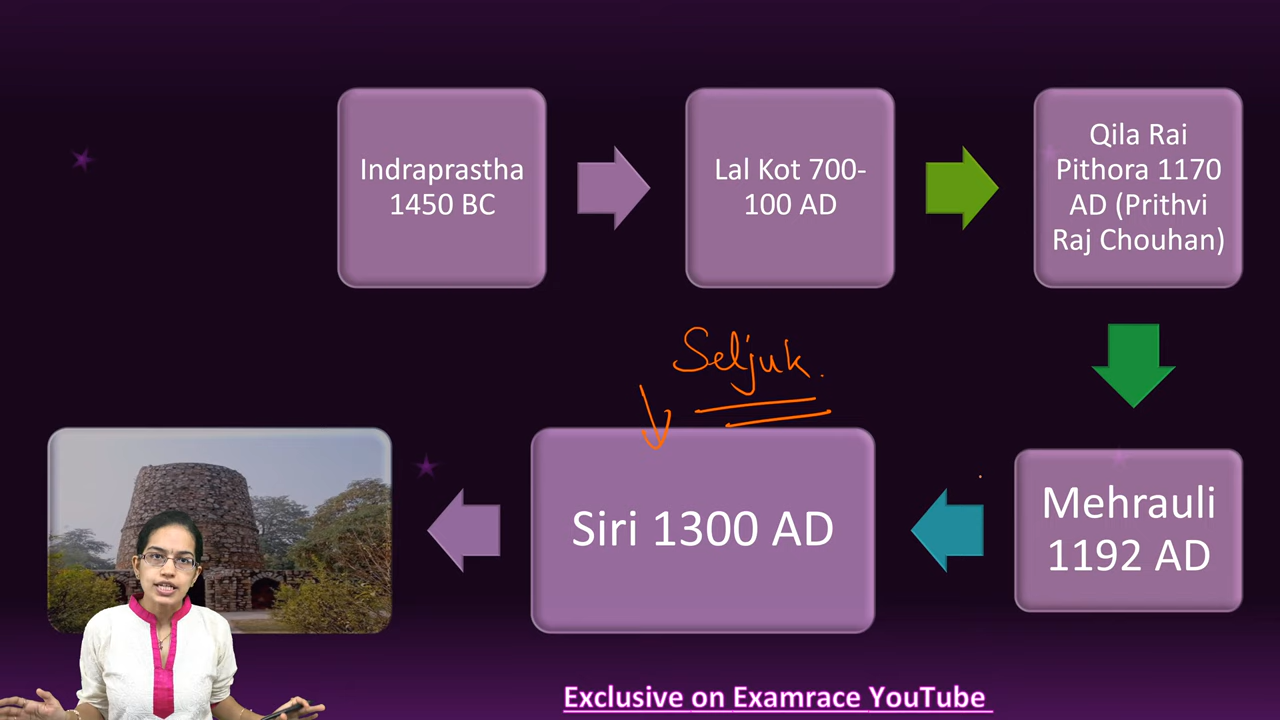 Indraprastha
1450 BC
Lal Kot 700-
100 AD
Qila Rai
Pithora 1170
AD (Prithvi
Raj Chouhan)
Seljuk.
Siri 1300 AD
Mehrauli
1192 AD
Exclusive on Examrace YouTube